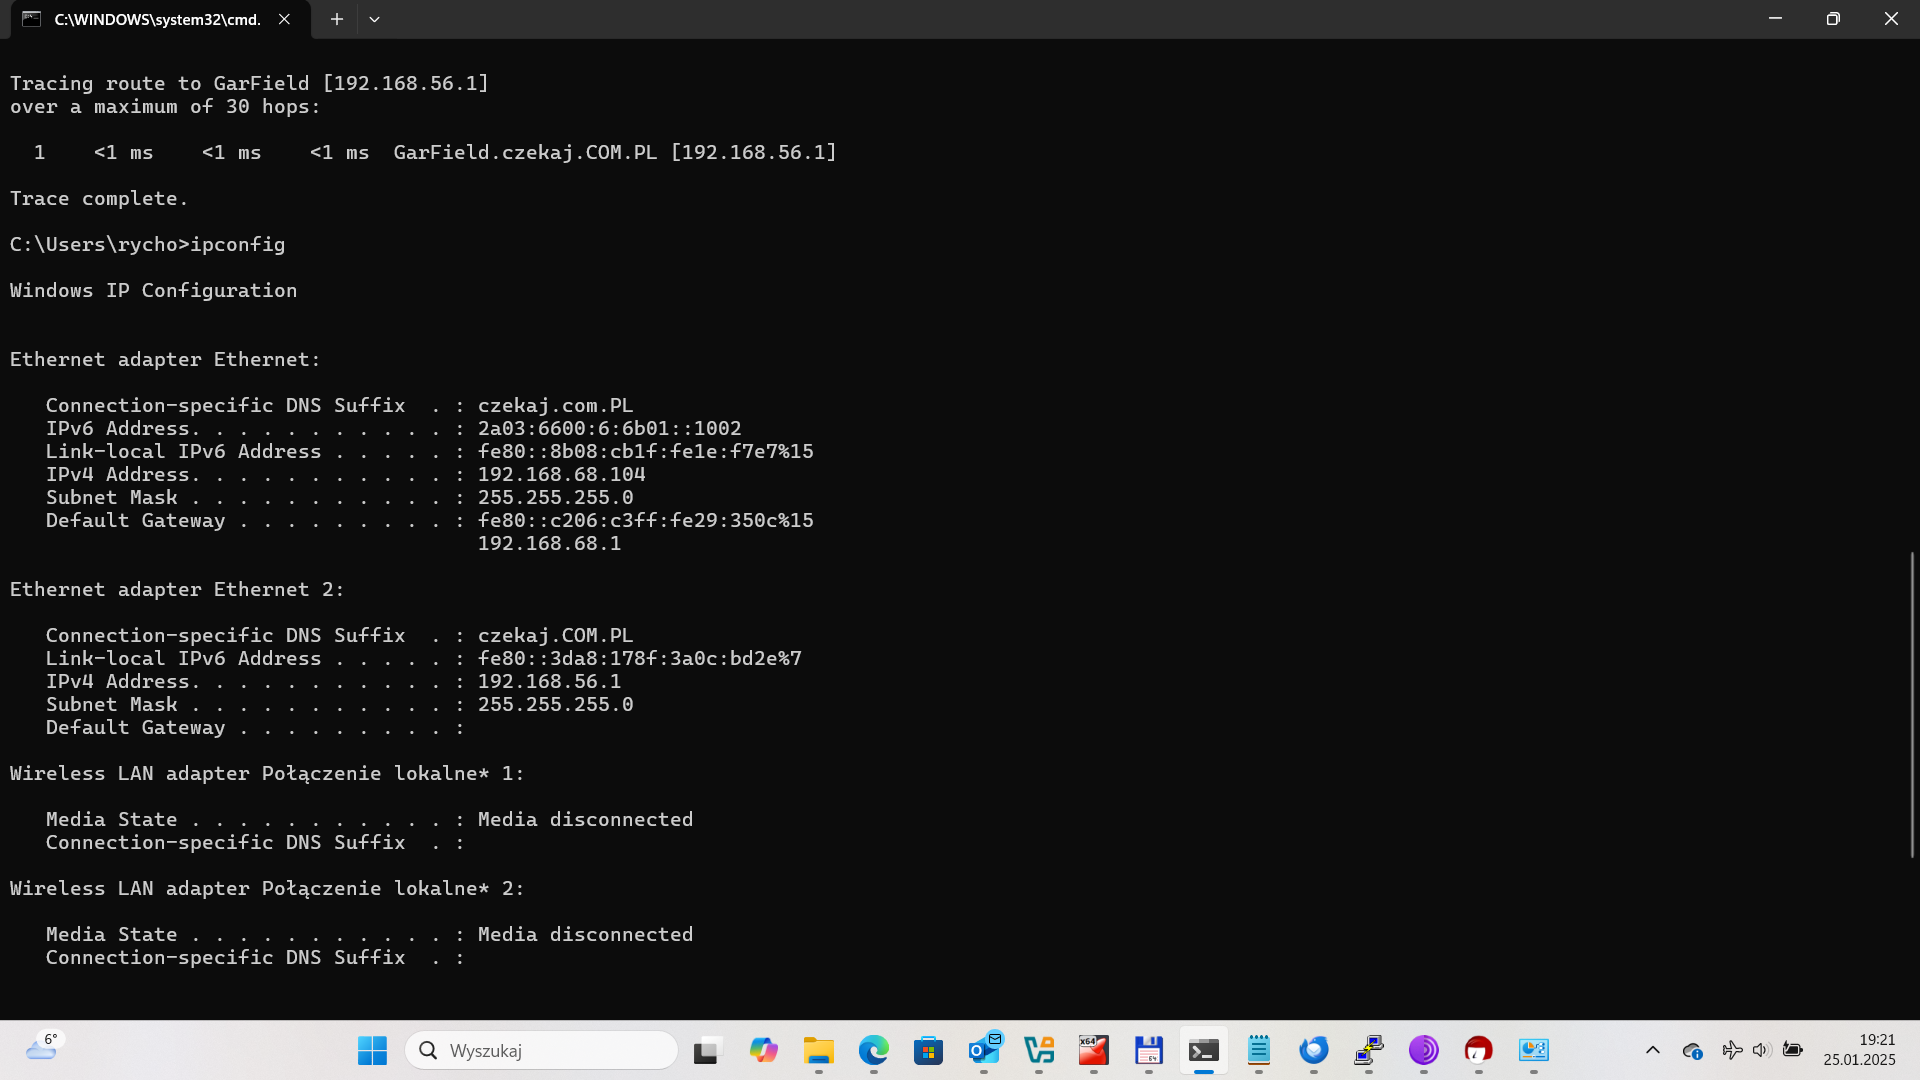 C:\WINDOWS\system32\cmd.
Tracing route to GarField [192.168.56.1]
over a maximum of 30 hops:
  1    <1 ms    <1 ms    <1 ms  GarField.czekaj.COM.PL [192.168.56.1]
Trace complete.
C:\Users\rycho>ipconfig
Windows IP Configuration
Ethernet adapter Ethernet:
   Connection-specific DNS Suffix  . : czekaj.com.PL
   IPv6 Address. . . . . . . . . . . : 2a03:6600:6:6b01::1002
   Link-local IPv6 Address . . . . . : fe80::8b08:cb1f:fe1e:f7e7%15
   IPv4 Address. . . . . . . . . . . : 192.168.68.104
   Subnet Mask . . . . . . . . . . . : 255.255.255.0
   Default Gateway . . . . . . . . . : fe80::c206:c3ff:fe29:350c%15
                                       192.168.68.1
Ethernet adapter Ethernet 2:
   Connection-specific DNS Suffix  . : czekaj.COM.PL
   Link-local IPv6 Address . . . . . : fe80::3da8:178f:3a0c:bd2e%7
   IPv4 Address. . . . . . . . . . . : 192.168.56.1
   Subnet Mask . . . . . . . . . . . : 255.255.255.0
   Default Gateway . . . . . . . . . :
Wireless LAN adapter Połączenie lokalne* 1:
   Media State . . . . . . . . . . . : Media disconnected
   Connection-specific DNS Suffix  . :
Wireless LAN adapter Połączenie lokalne* 2:
   Media State . . . . . . . . . . . : Media disconnected
   Connection-specific DNS Suffix  . :
6°
Wyszukaj
x64
64
19:21
25.01.2025